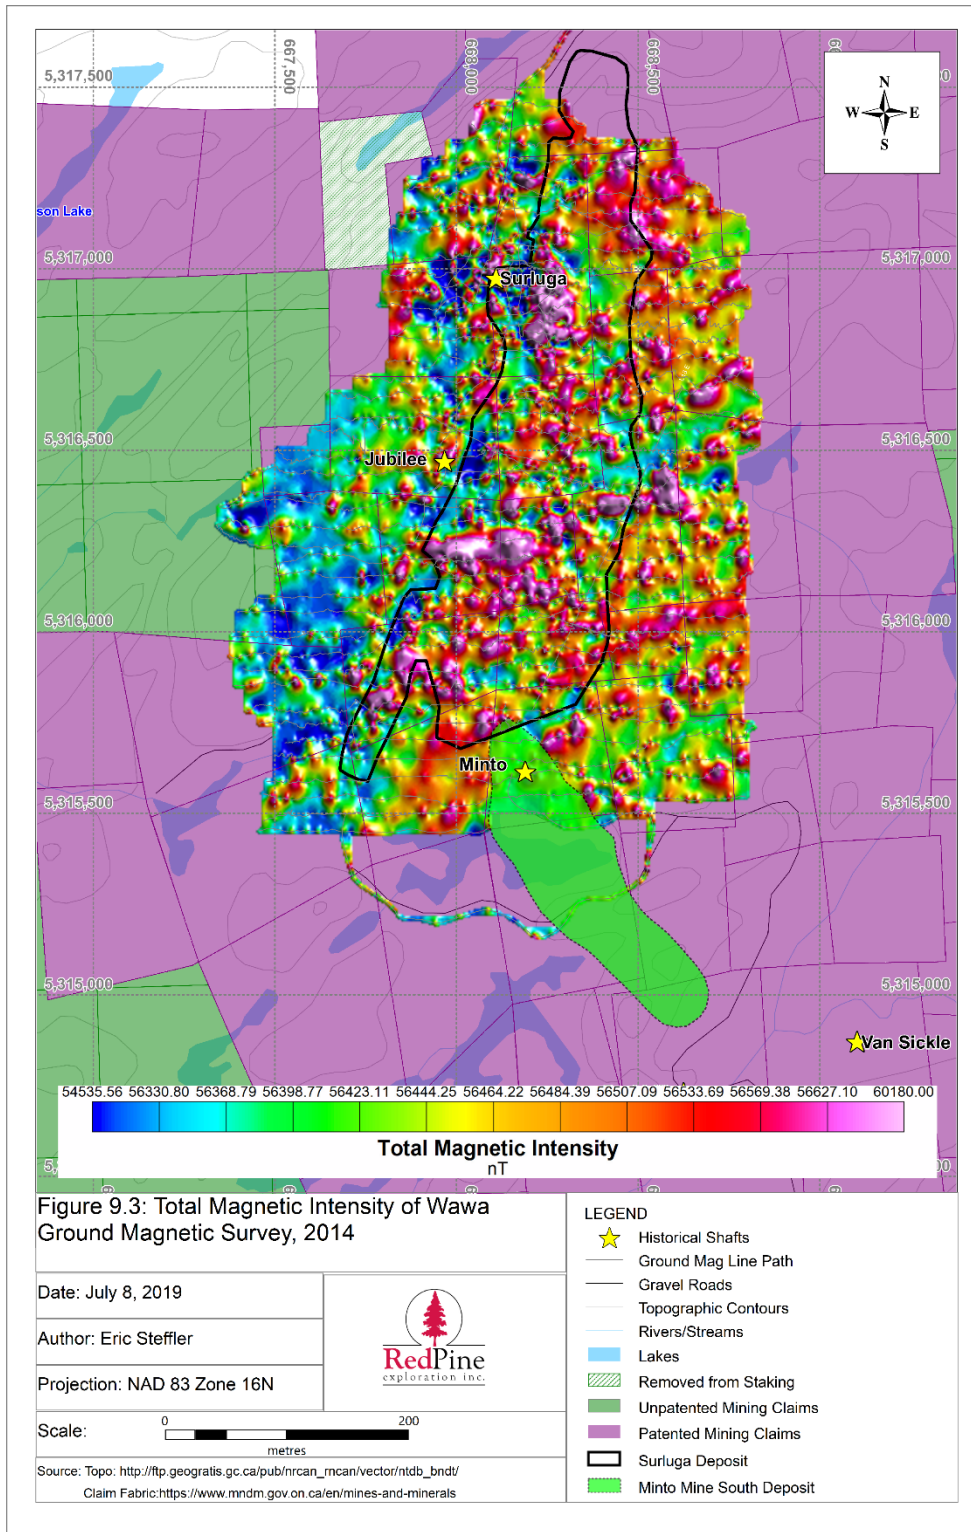 667,500
668,000
668,500
5,317,500
N
W E
S
son Lake
5,317,000
5,317,000
Surluga
5,316,500
5,316,500
Jubilee
5,316,000
5,316,000
Minto
5,315,500
5,315,500
5,315,000
5,315,000
Van Sickle
54535.56 56330.80 56368.79 56398.77 56423.11 56444.25 56464.22 56484.39 56507.09 56533.69 56569.38 56627.10 60180.00
Total Magnetic Intensity
nT
Figure 9.3: Total Magnetic Intensity of Wawa
Ground Magnetic Survey, 2014
Date: July 8, 2019
Author: Eric Steffler
Projection: NAD 83 Zone 16N
RedPine
exploration inc.
Scale:
0 200
metres
Source: Topo: http://ftp.geogratis.gc.ca/pub/nrcan_rncan/vector/ntdb_bndt/
Claim Fabric:https://www.mndm.gov.on.ca/en/mines-and-minerals
LEGEND
Historical Shafts
Ground Mag Line Path
Gravel Roads
Topographic Contours
Rivers/Streams
Lakes
Removed from Staking
Unpatented Mining Claims
Patented Mining Claims
Surluga Deposit
Minto Mine South Deposit